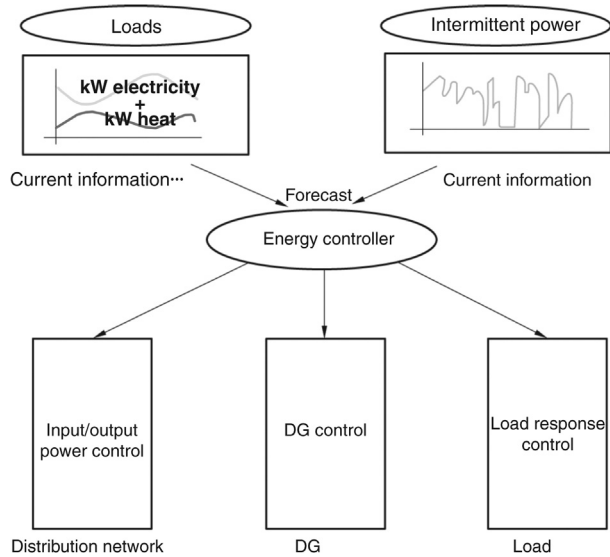 Loads
Intermittent power
kW electricity
+
kW heat
Current information···
Current information
Forecast
Energy controller
Input/output
power control
DG control
Load response
control
Distribution network
DG
Load